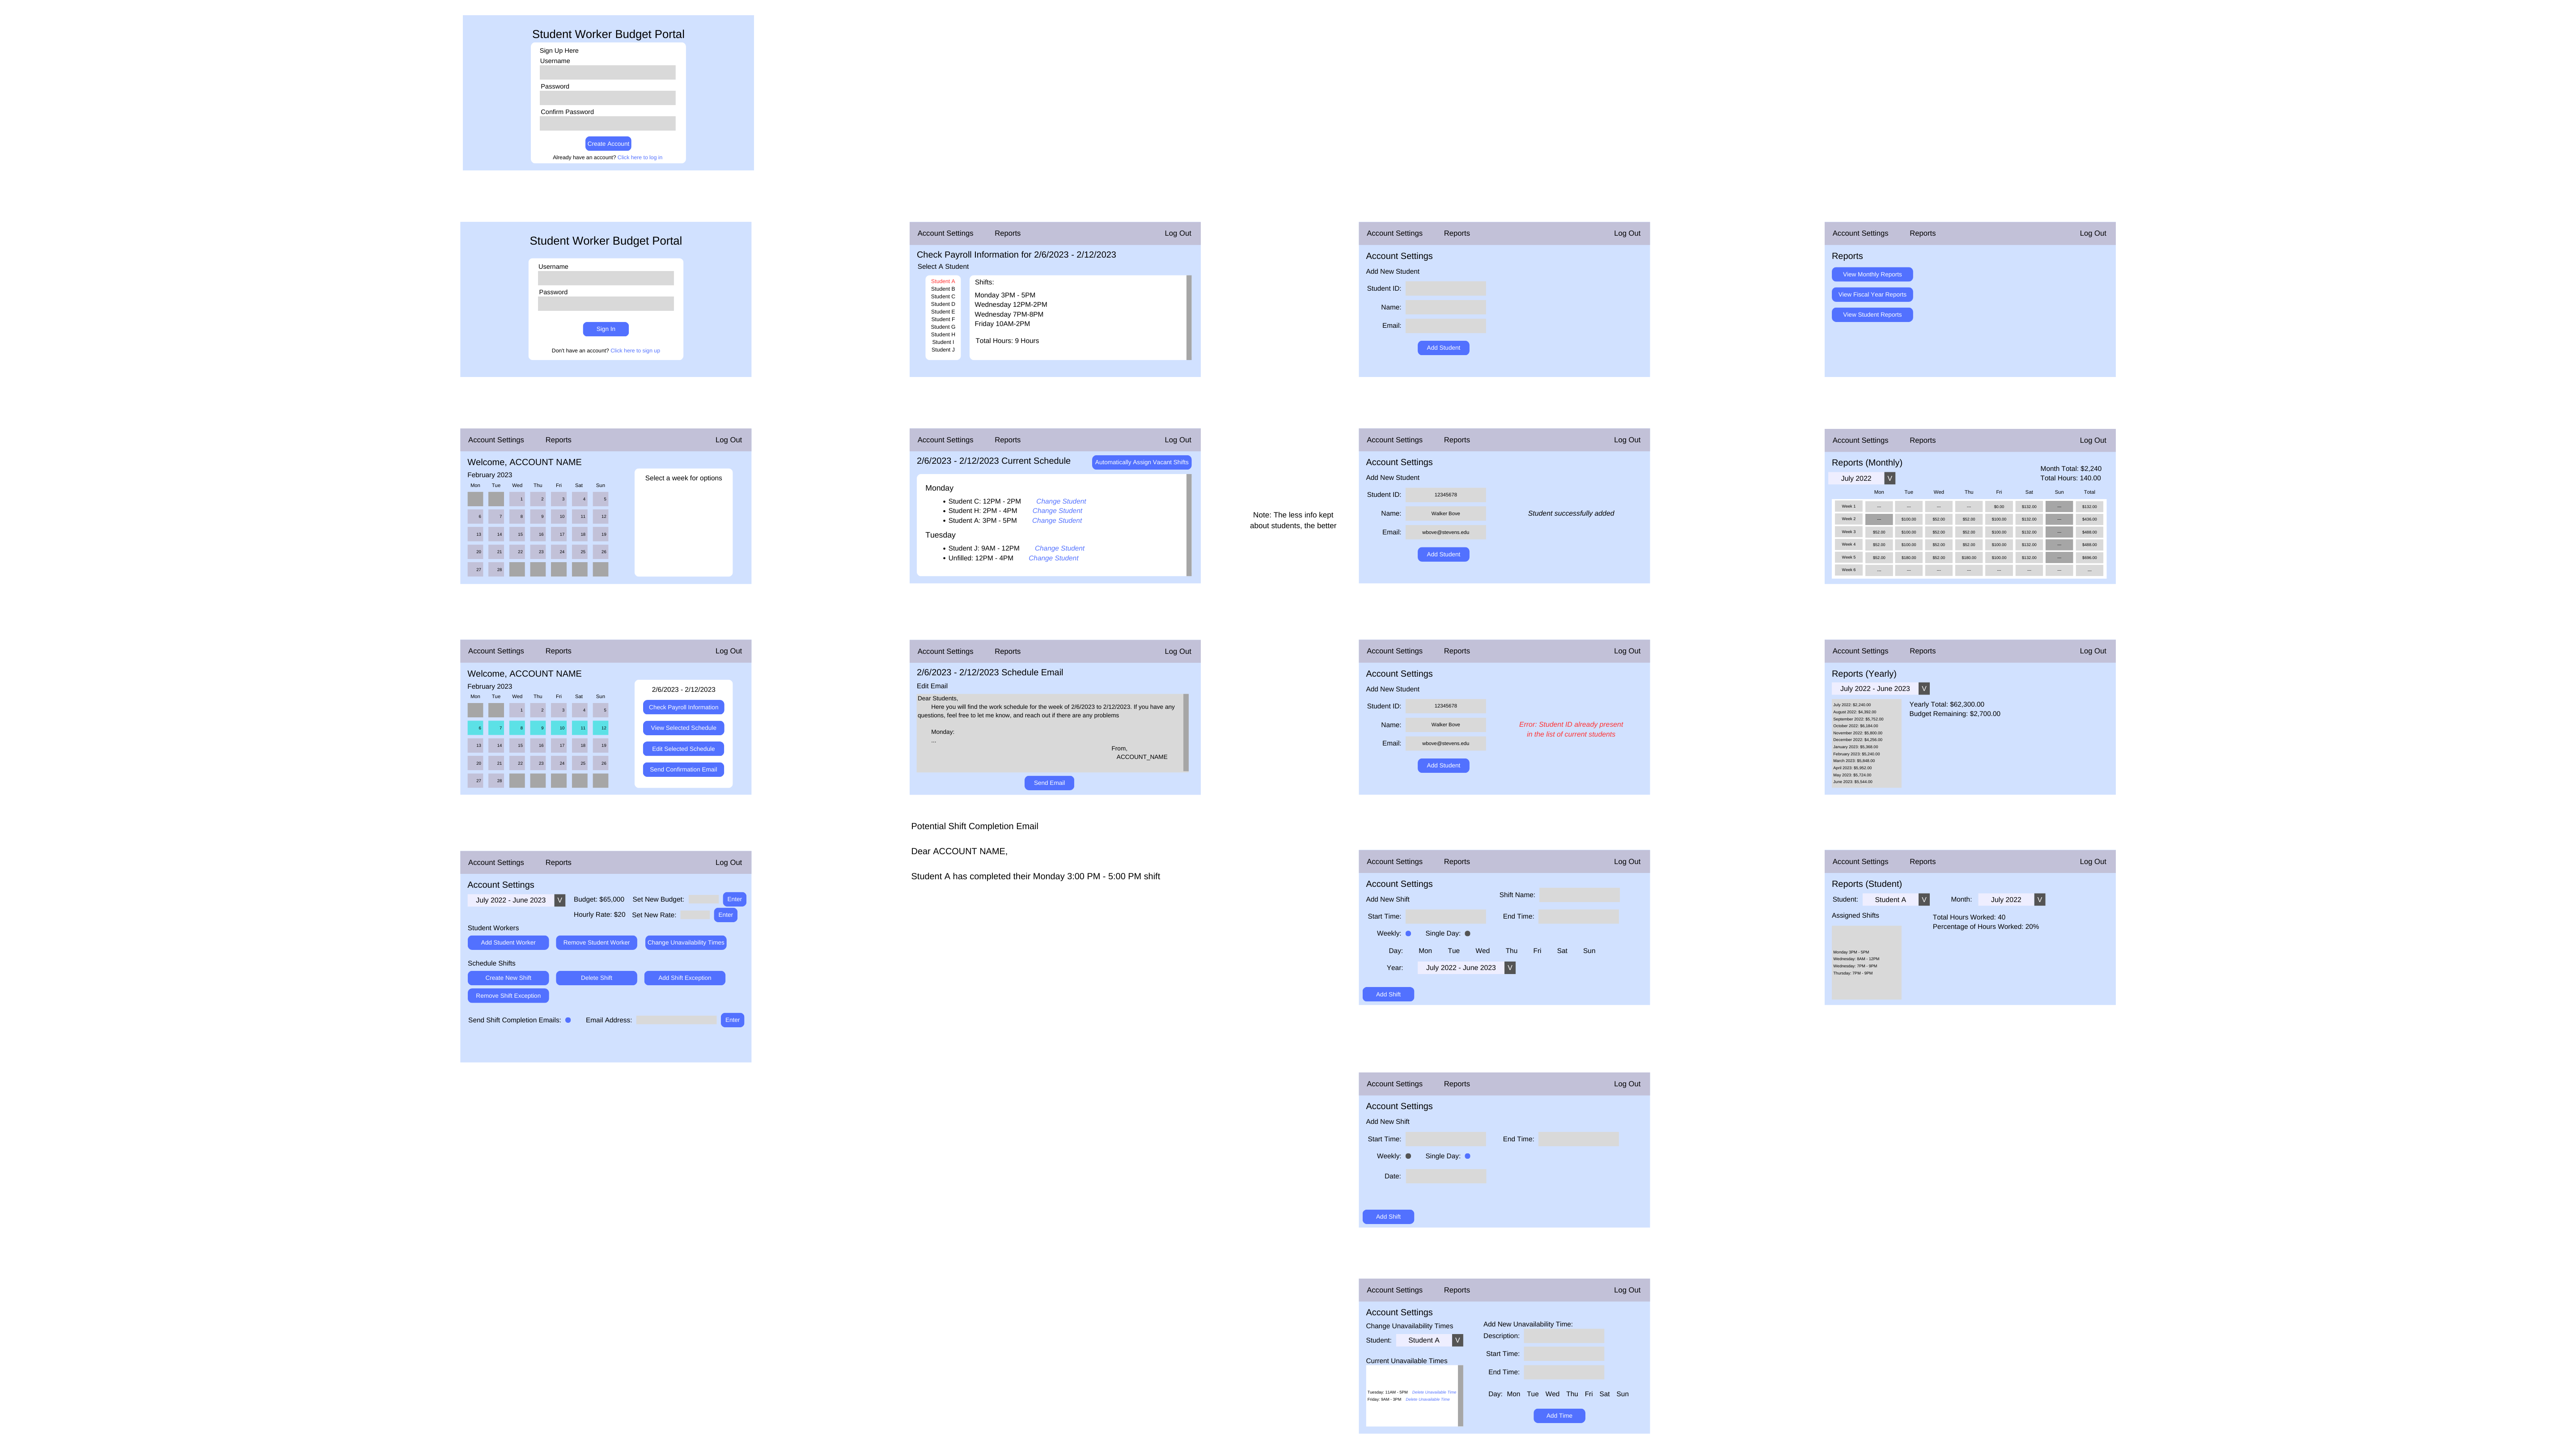 Student Worker Budget Portal
Sign Up Here
Username
Password
Confirm Password
Create Account
Already have an account? Click here to log in
Student Worker Budget Portal
Username
Password
Sign In
Don't have an account? Click here to sign up
Account Settings Reports Log Out
Check Payroll Information for 2/6/2023 - 2/12/2023
Select A Student
Student A
Student B
Student C
Student D
Student E
Student F
Student G
Student H
Student I
Student J
Shifts:
Monday 3PM - 5PM
Wednesday 12PM-2PM
Wednesday 7PM-8PM
Friday 10AM-2PM
Total Hours: 9 Hours
Account Settings Reports Log Out
Account Settings
Add New Student
Student ID:
Name:
Email:
Add Student
Account Settings Reports Log Out
Reports
View Monthly Reports
View Fiscal Year Reports
View Student Reports
Account Settings Reports Log Out
Welcome, ACCOUNT NAME
February 2023
Mon Tue Wed Thu Fri Sat Sun
1 2 3 4 5
6 7 8 9 10 11 12
13 14 15 16 17 18 19
20 21 22 23 24 25 26
27 28
Select a week for options
Account Settings Reports Log Out
2/6/2023 - 2/12/2023 Current Schedule
Automatically Assign Vacant Shifts
Monday
• Student C: 12PM - 2PM Change Student
• Student H: 2PM - 4PM Change Student
• Student A: 3PM - 5PM Change Student
Tuesday
• Student J: 9AM - 12PM Change Student
• Unfilled: 12PM - 4PM Change Student
Note: The less info kept
about students, the better
Account Settings Reports Log Out
Account Settings
Add New Student
Student ID: 12345678
Name: Walker Bove
Email: wbove@stevens.edu
Add Student
Student successfully added
Account Settings Reports Log Out
Reports (Monthly)
July 2022 V
Month Total: $2,240
Total Hours: 140.00
Mon Tue Wed Thu Fri Sat Sun Total
Week 1 --- --- --- --- $0.00 $132.00 --- $132.00
Week 2 --- $100.00 $52.00 $52.00 $100.00 $132.00 --- $436.00
Week 3 $52.00 $100.00 $52.00 $52.00 $100.00 $132.00 --- $488.00
Week 4 $52.00 $100.00 $52.00 $52.00 $100.00 $132.00 --- $488.00
Week 5 $52.00 $180.00 $52.00 $180.00 $100.00 $132.00 --- $696.00
Week 6 --- --- --- --- --- --- --- ---
Account Settings Reports Log Out
Welcome, ACCOUNT NAME
February 2023
Mon Tue Wed Thu Fri Sat Sun
1 2 3 4 5
6 7 8 9 10 11 12
13 14 15 16 17 18 19
20 21 22 23 24 25 26
27 28
2/6/2023 - 2/12/2023
Check Payroll Information
View Selected Schedule
Edit Selected Schedule
Send Confirmation Email
Account Settings Reports Log Out
2/6/2023 - 2/12/2023 Schedule Email
Edit Email
Dear Students,
Here you will find the work schedule for the week of 2/6/2023 to 2/12/2023. If you have any
questions, feel free to let me know, and reach out if there are any problems
Monday:
...
From,
ACCOUNT_NAME
Send Email
Account Settings Reports Log Out
Account Settings
Add New Student
Student ID: 12345678
Name: Walker Bove
Email: wbove@stevens.edu
Add Student
Error: Student ID already present
in the list of current students
Account Settings Reports Log Out
Reports (Yearly)
July 2022 - June 2023 V
July 2022: $2,240.00
August 2022: $4,392.00
September 2022: $5,702.00
October 2022: $6,184.00
November 2022: $5,800.00
December 2022: $4,256.00
January 2023: $5,388.00
February 2023: $5,240.00
March 2023: $5,848.00
April 2023: $5,952.00
May 2023: $5,724.00
June 2023: $5,544.00
Yearly Total: $62,300.00
Budget Remaining: $2,700.00
Potential Shift Completion Email
Dear ACCOUNT NAME,
Student A has completed their Monday 3:00 PM - 5:00 PM shift
Account Settings Reports Log Out
Account Settings
July 2022 - June 2023 V
Budget: $65,000 Set New Budget: Enter
Hourly Rate: $20 Set New Rate: Enter
Student Workers
Add Student Worker Remove Student Worker Change Unavailability Times
Schedule Shifts
Create New Shift Delete Shift Add Shift Exception
Remove Shift Exception
Send Shift Completion Emails: Email Address: Enter
Account Settings Reports Log Out
Account Settings
Add New Shift
Shift Name:
Start Time: End Time:
Weekly: Single Day:
Day: Mon Tue Wed Thu Fri Sat Sun
Year: July 2022 - June 2023 V
Add Shift
Account Settings Reports Log Out
Reports (Student)
Student: Student A V Month: July 2022 V
Assigned Shifts
Monday 3PM - 5PM
Wednesday: 8AM - 12PM
Wednesday: 7PM - 8PM
Thursday: 7PM - 9PM
Total Hours Worked: 40
Percentage of Hours Worked: 20%
Account Settings Reports Log Out
Account Settings
Add New Shift
Start Time: End Time:
Weekly: Single Day:
Date:
Add Shift
Account Settings Reports Log Out
Account Settings
Change Unavailability Times
Student: Student A V
Current Unavailable Times
Tuesday: 11AM - 5PM Delete Unavailable Time
Friday: 9AM - 3PM Delete Unavailable Time
Add New Unavailability Time:
Description:
Start Time:
End Time:
Day: Mon Tue Wed Thu Fri Sat Sun
Add Time